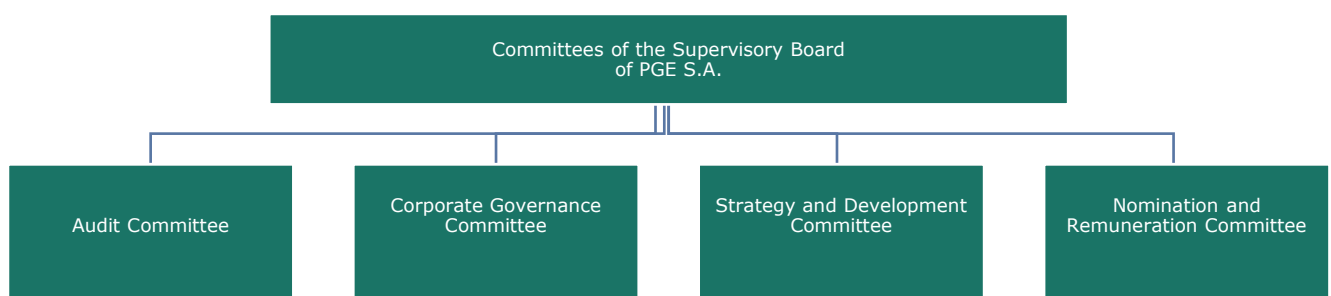 Committees of the Supervisory Board
of PGE S.A.
Audit Committee
Corporate Governance
Committee
Strategy and Development
Committee
Nomination and
Remuneration Committee